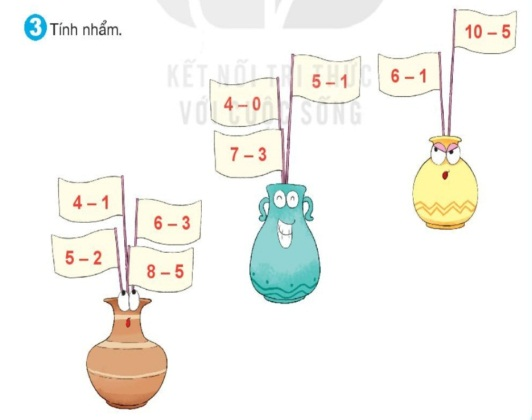 3 Tính nhẩm.
KẾT NỐI TRI THỨC
VỚI CUỘC SỐNG
4 – 1
6 – 3
5 – 2
8 – 5
5 – 1
4 – 0
7 – 3
10 – 5
6 – 1